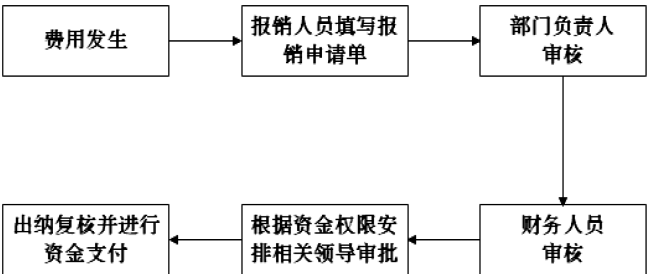 费用发生
报销人员填写报
销申请单
部门负责人
审核
财务人员
审核
根据资金权限安
排相关领导审批
出纳复核并进行
资金支付